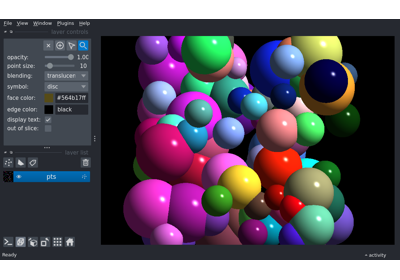 File View Window Plugins Help
layer controls
opacity: 1.00
point size: 10
blending: translucen
symbol: disc
face color: #564b17ff
edge color: black
display text:
out of slice:
layer list
pts
Ready
activity